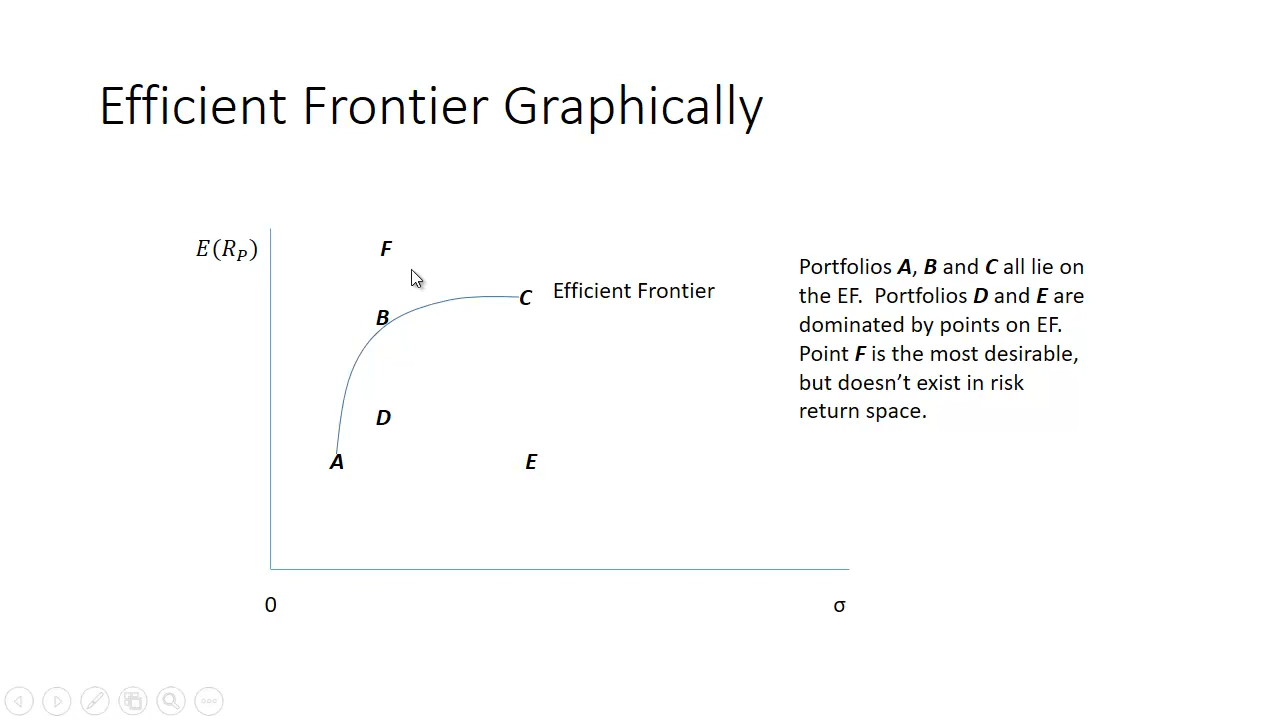 Efficient Frontier Graphically
E(R_P)
F
C
Efficient Frontier
B
D
A
E
0
σ
Portfolios A, B and C all lie on
the EF. Portfolios D and E are
dominated by points on EF.
Point F is the most desirable,
but doesn’t exist in risk
return space.